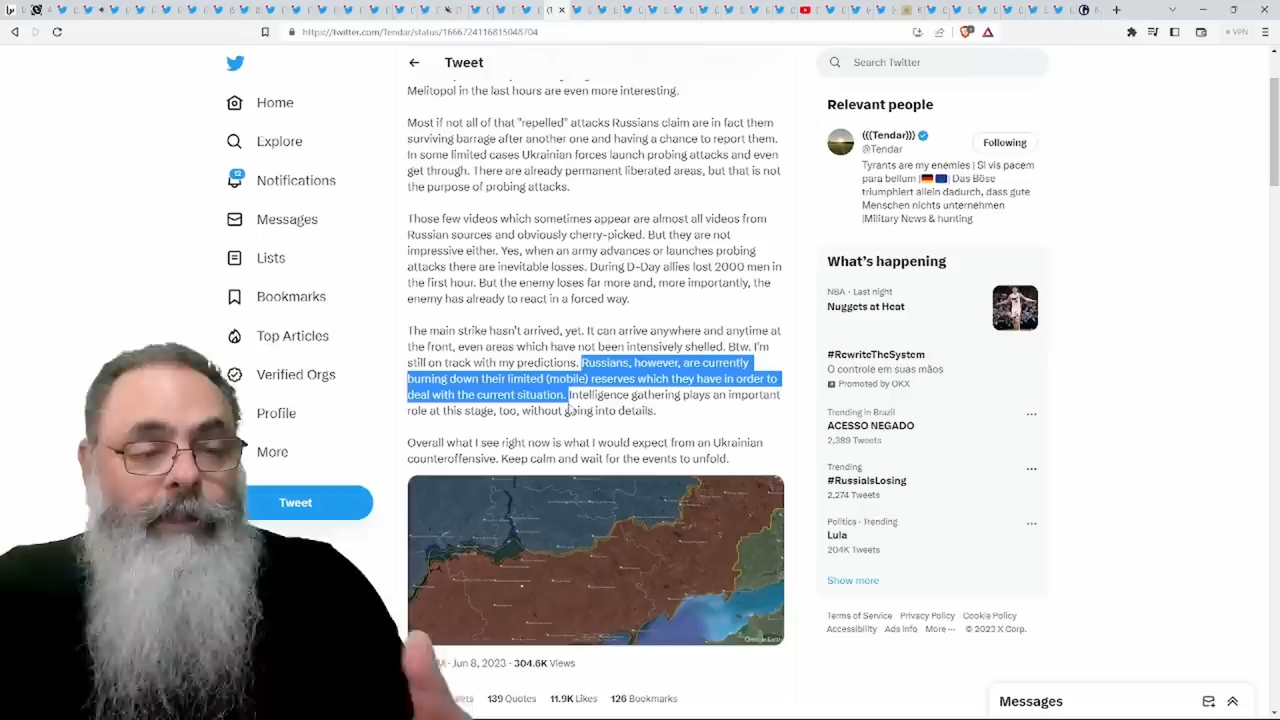 https://twitter.com/Tendar/status/1666724116815048704
VPN
Home
Explore
12
Notifications
Messages
Lists
Bookmarks
Top Articles
Verified Orgs
Profile
More
Tweet
Tweet
Melitopol in the last hours are even more interesting.
Most if not all of that "repelled" attacks Russians claim are in fact them
surviving barrage after another one and having a chance to report them.
In some limited cases Ukrainian forces launch probing attacks and even
get through. There are already permanent liberated areas, but that is not
the purpose of probing attacks.
Those few videos which sometimes appear are almost all videos from
Russian sources and obviously cherry-picked. But they are not
impressive either. Yes, when an army advances or launches probing
attacks there are inevitable losses. During D-Day allies lost 2000 men in
the first hour. But the enemy loses far more and, more importantly, the
enemy has already to react in a forced way.
The main strike hasn't arrived, yet. It can arrive anywhere and anytime at
the front, even areas which have not been intensively shelled. Btw. I'm
still on track with my predictions. Russians, however, are currently
burning down their limited (mobile) reserves which they have in order to
deal with the current situation. Intelligence gathering plays an important
role at this stage, too, without going into details.
Overall what I see right now is what I would expect from an Ukrainian
counteroffensive. Keep calm and wait for the events to unfold.
Google Earth
M · Jun 8, 2023 · 304.6K Views
139 Quotes 11.9K Likes 126 Bookmarks
Search Twitter
Relevant people
(((Tendar)))
@Tendar
Following
Tyrants are my enemies | Si vis pacem
para bellum | Das Böse
triumphiert allein dadurch, dass gute
Menschen nichts unternehmen
|Military News & hunting
What's happening
NBA · Last night
Nuggets at Heat
#RewriteTheSystem
O controle em suas mãos
Promoted by OKX
Trending in Brazil
ACESSO NEGADO
2,389 Tweets
Trending
#RussiaIsLosing
2,274 Tweets
Politics · Trending
Lula
204K Tweets
Show more
Terms of Service Privacy Policy Cookie Policy
Accessibility Ads info More ··· © 2023 X Corp.
Messages